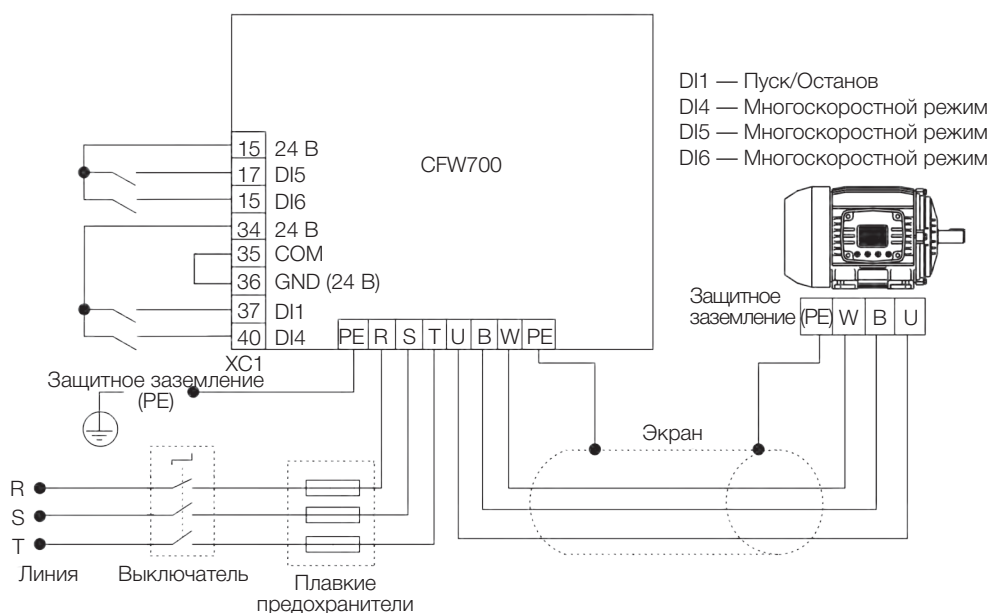 CFW700
DI1 — Пуск/Останов
DI4 — Многоскоростной режим
DI5 — Многоскоростной режим
DI6 — Многоскоростной режим
15 24 В
17 DI5
15 DI6
34 24 В
35 COM
36 GND (24 В)
37 DI1
40 DI4
XC1
PE R S T U В W PE
Защитное
заземление (PE) W В U
Защитное заземление
(PE)
Экран
R
S
T
Линия
Выключатель
Плавкие
предохранители